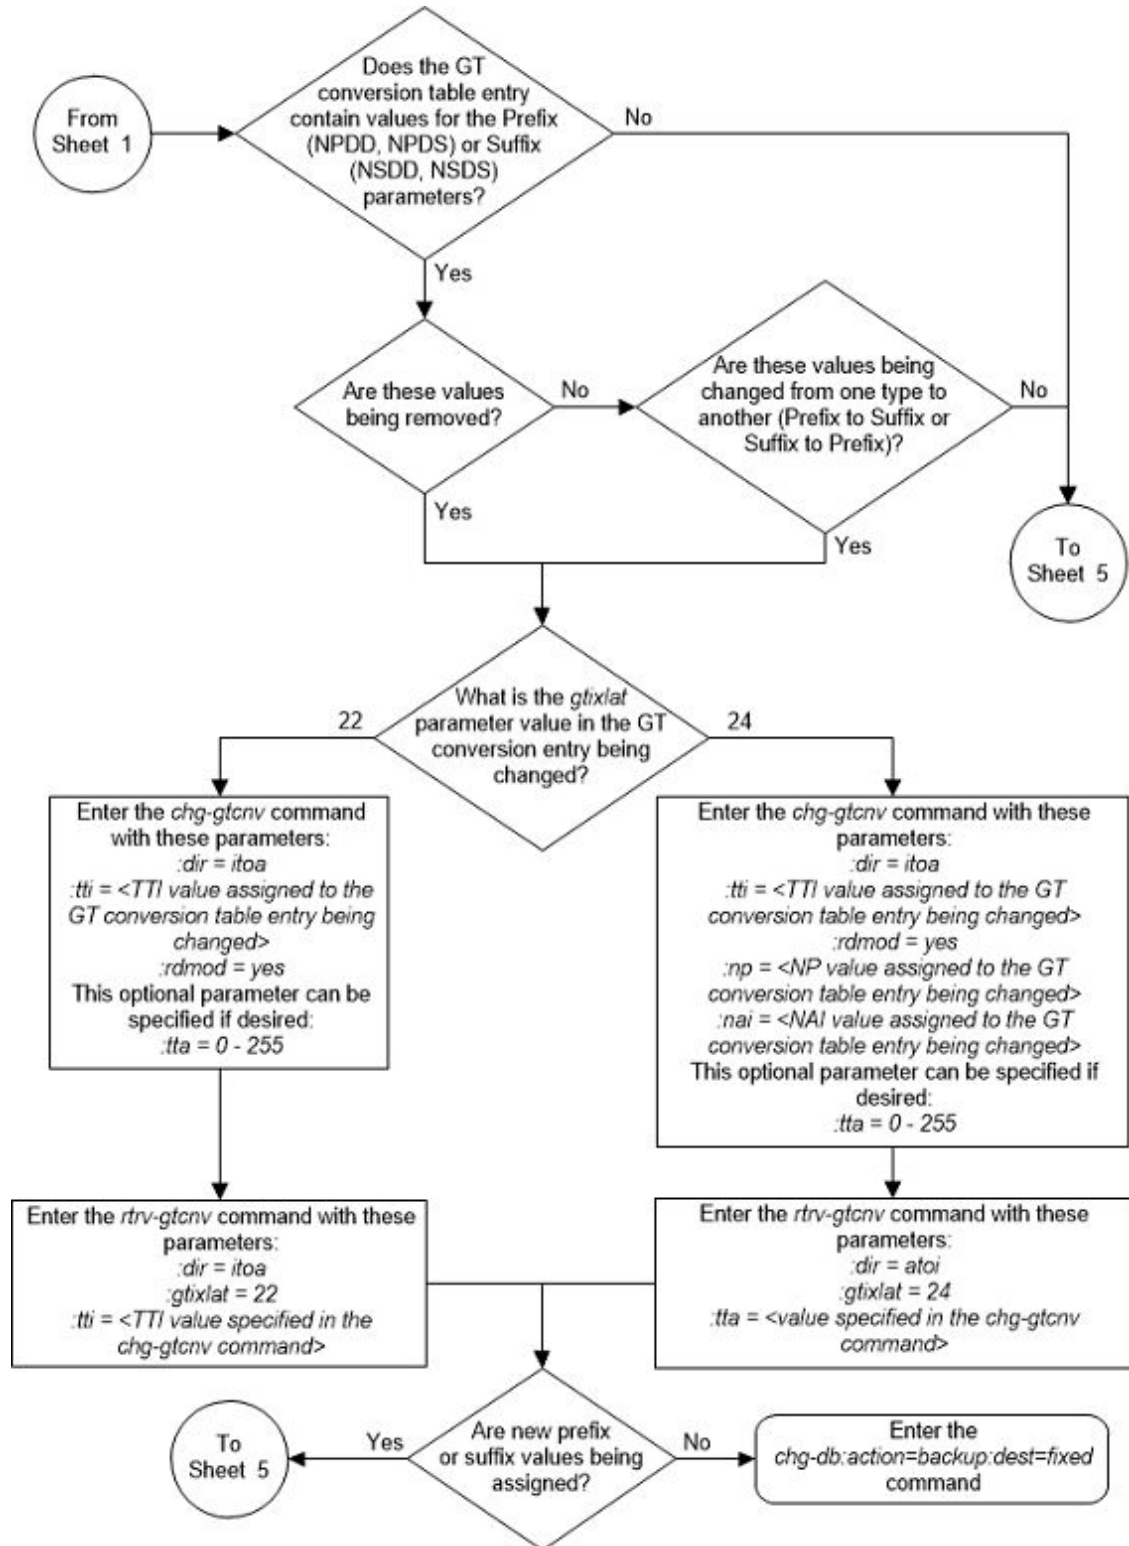 From
Sheet 1
Does the GT
conversion table entry
contain values for the Prefix
(NPDD, NPDS) or Suffix
(NSDD, NSDS)
parameters?
No
Yes
Are these values
being removed?
No
Are these values being
changed from one type to
another (Prefix to Suffix or
Suffix to Prefix)?
No
Yes
Yes
To
Sheet 5
What is the gtixlat
parameter value in the GT
conversion entry being
changed?
22
24
Enter the chg-gtcnv command
with these parameters:
:dir = itoa
:tti = <TTI value assigned to the
GT conversion table entry being
changed>
:rdmod = yes
This optional parameter can be
specified if desired:
:tta = 0 - 255
Enter the chg-gtcnv command with these
parameters:
:dir = itoa
:tti = <TTI value assigned to the GT
conversion table entry being changed>
:rdmod = yes
:np = <NP value assigned to the GT
conversion table entry being changed>
:nai = <NAI value assigned to the GT
conversion table entry being changed>
This optional parameter can be specified if
desired:
:tta = 0 - 255
Enter the rtrv-gtcnv command with these
parameters:
:dir = itoa
:gtixlat = 22
:tti = <TTI value specified in the
chg-gtcnv command>
Enter the rtrv-gtcnv command with these
parameters:
:dir = atoi
:gtixlat = 24
:tta = <value specified in the chg-gtcnv
command>
To
Sheet 5
Yes
Are new prefix
or suffix values being
assigned?
No
Enter the
chg-db:action=backup:dest=fixed
command